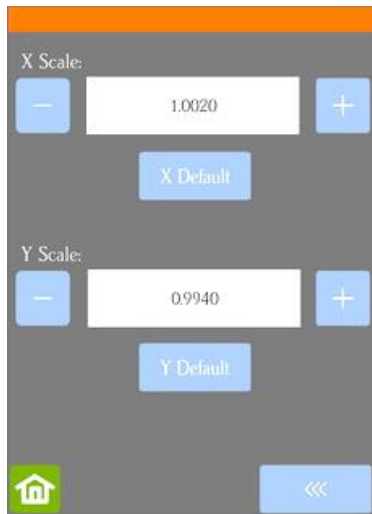 X Scale:
− 1.0020 +
X Default
Y Scale:
− 0.9940 +
Y Default
<<<